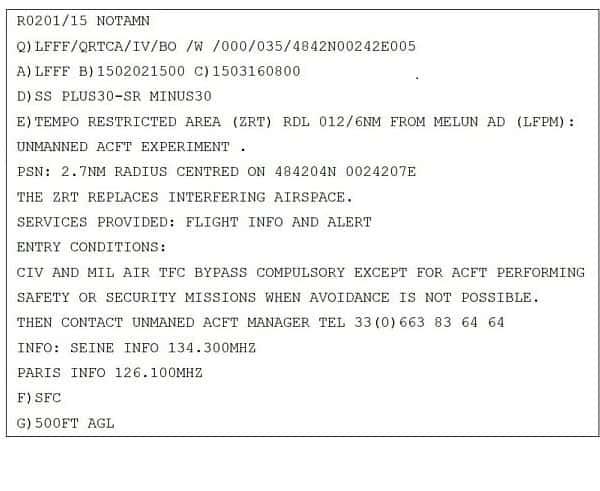 R0201/15 NOTAMN
Q)LFFF/QRTCA/IV/BO /W /000/035/4842N00242E005
A)LFFF B)1502021500 C)1503160800
D)SS PLUS30-SR MINUS30
E)TEMPO RESTRICTED AREA (ZRT) RDL 012/6NM FROM MELUN AD (LFPM):
UNMANNED ACFT EXPERIMENT .
PSN: 2.7NM RADIUS CENTRED ON 484204N 0024207E
THE ZRT REPLACES INTERFERING AIRSPACE.
SERVICES PROVIDED: FLIGHT INFO AND ALERT
ENTRY CONDITIONS:
CIV AND MIL AIR TFC BYPASS COMPULSORY EXCEPT FOR ACFT PERFORMING
SAFETY OR SECURITY MISSIONS WHEN AVOIDANCE IS NOT POSSIBLE.
THEN CONTACT UNMANED ACFT MANAGER TEL 33(0)663 83 64 64
INFO: SEINE INFO 134.300MHZ
PARIS INFO 126.100MHZ
F)SFC
G)500FT AGL